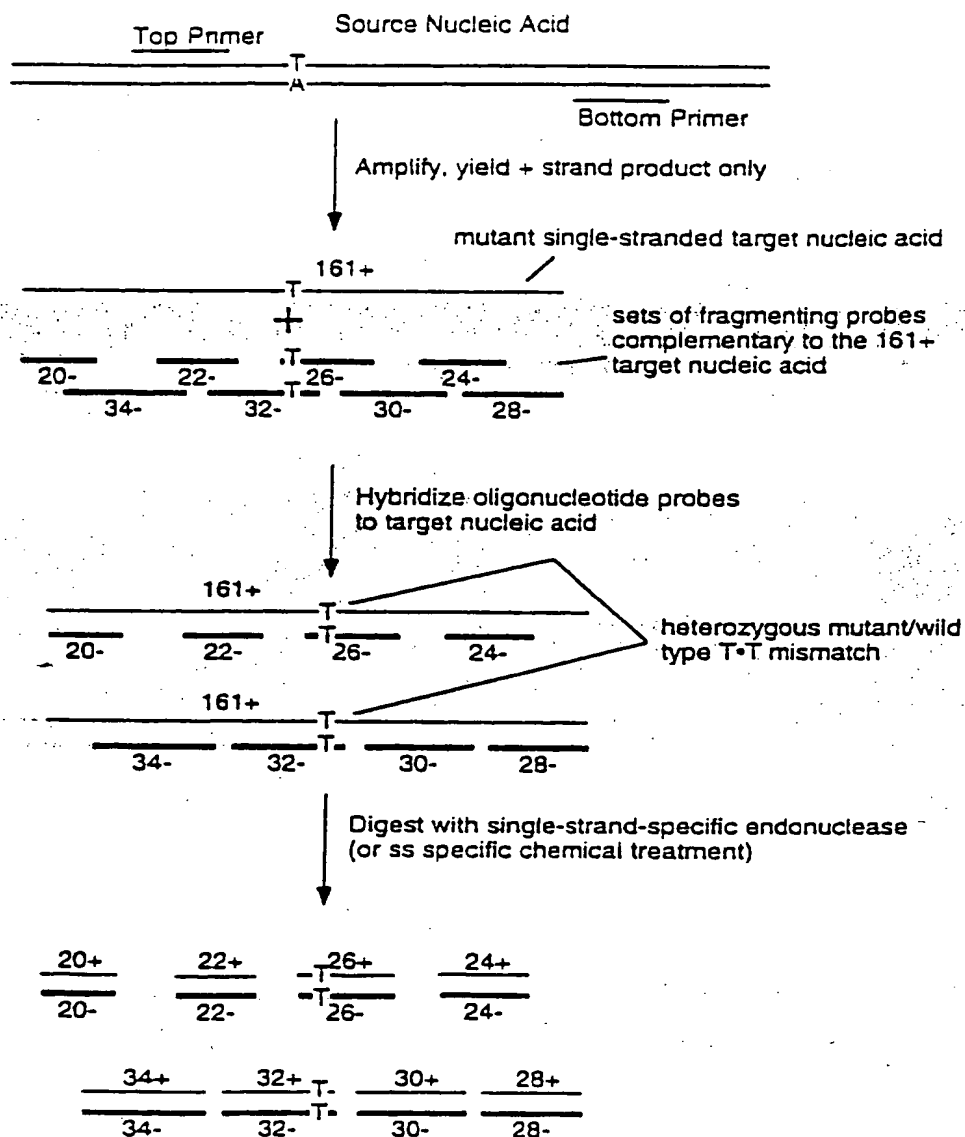 Source Nucleic Acid
Top Primer
T
A
Bottom Primer
Amplify, yield + strand product only
mutant single-stranded target nucleic acid
161+
T
+
sets of fragmenting probes
complementary to the 161+
target nucleic acid
T
20- 22- 26- 24-
T
34- 32- 30- 28-
Hybridize oligonucleotide probes
to target nucleic acid
161+
T
T
20- 22- 26- 24-
heterozygous mutant/wild
type T•T mismatch
161+
T
T
34- 32- 30- 28-
Digest with single-strand-specific endonuclease
(or ss specific chemical treatment)
20+ 22+ T26+ 24+
T
20- 22- 26- 24-
34+ 32+ T 30+ 28+
T
34- 32- 30- 28-